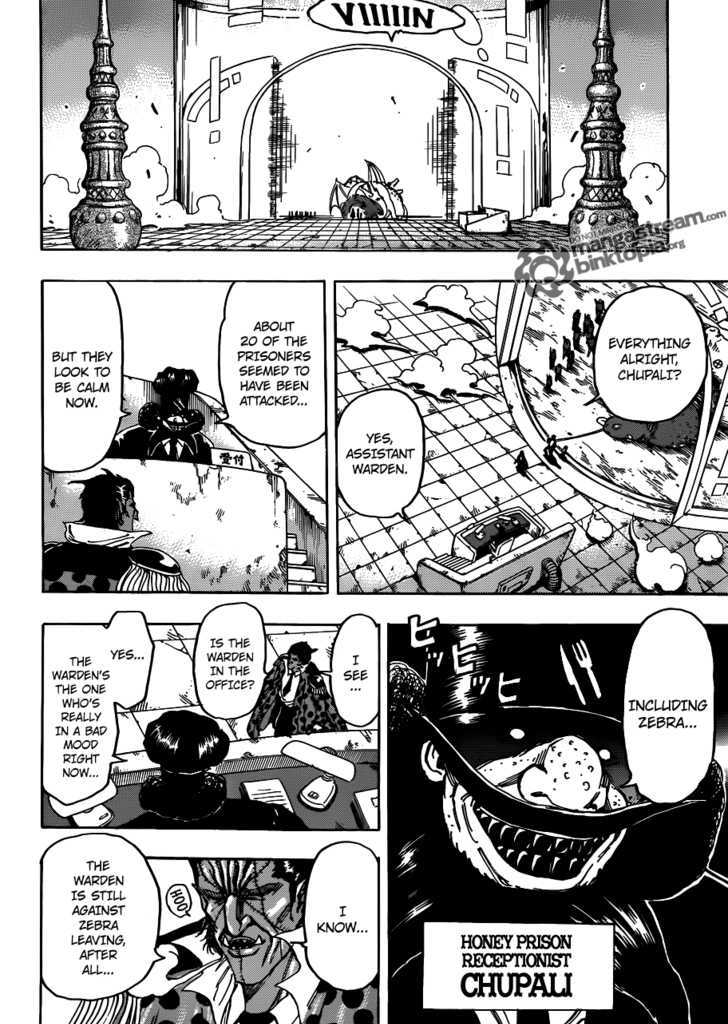 VIIIIN
mangastream.com
binktopia.org
EVERYTHING
ALRIGHT,
CHUPALI?
YES,
ASSISTANT
WARDEN.
ABOUT
20 OF THE
PRISONERS
SEEMED
TO HAVE
BEEN
ATTACKED...
BUT THEY
LOOK TO
BE CALM
NOW.
受付
INCLUDING
ZEBRA...
ヒヒヒ
HONEY PRISON
RECEPTIONIST
CHUPALI
I
SEE
...
IS THE
WARDEN
IN THE
OFFICE?
YES...
THE
WARDEN'S
THE ONE
WHO'S
REALLY
IN A BAD
MOOD
RIGHT
NOW...
I
KNOW...
HOO
THE
WARDEN
IS STILL
AGAINST
ZEBRA
LEAVING,
AFTER
ALL...